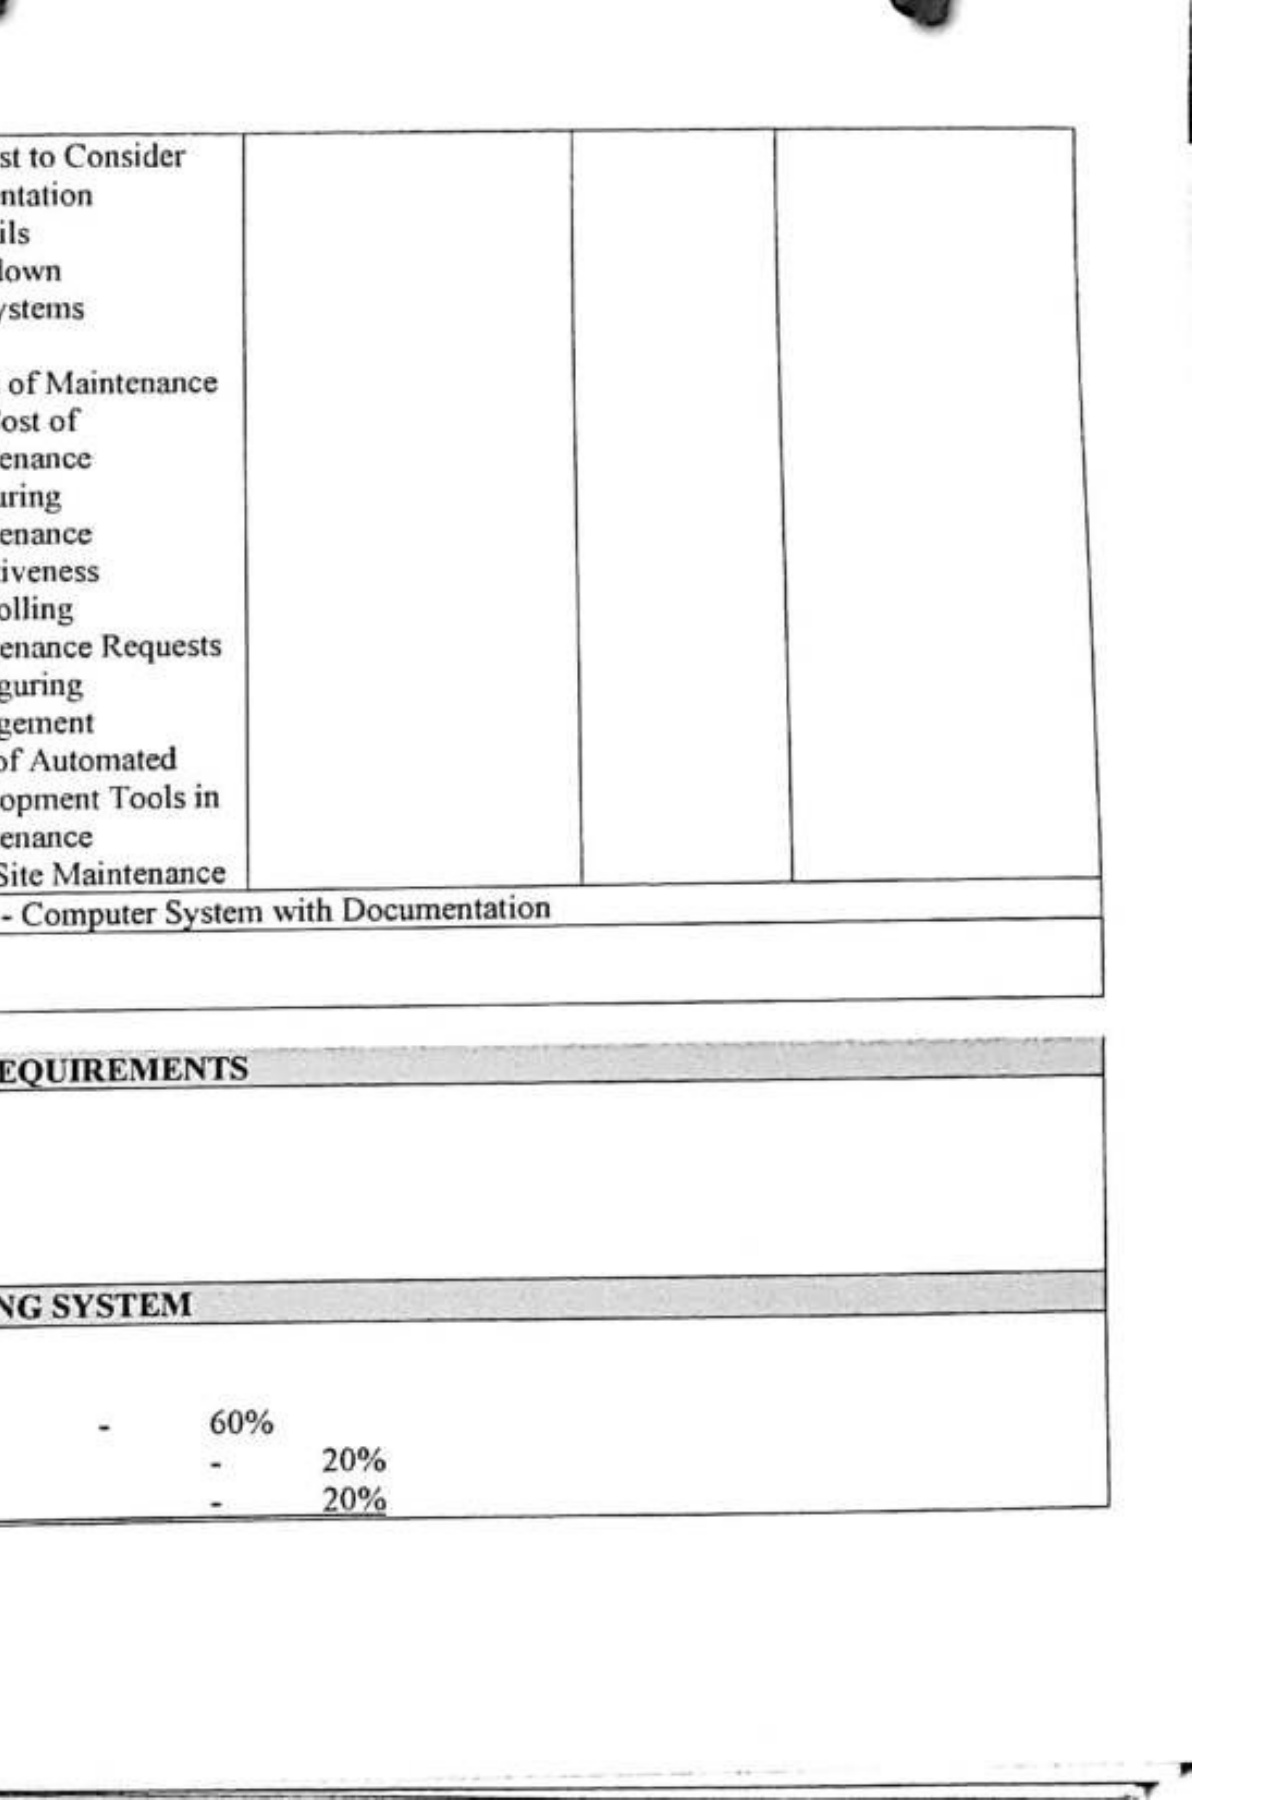 st to Consider
ntation
ils
lown
ystems
of Maintenance
ost of
enance
uring
enance
iveness
olling
enance Requests
guring
gement
of Automated
opment Tools in
enance
Site Maintenance
- Computer System with Documentation
EQUIREMENTS
NG SYSTEM
- 60%
- 20%
- 20%